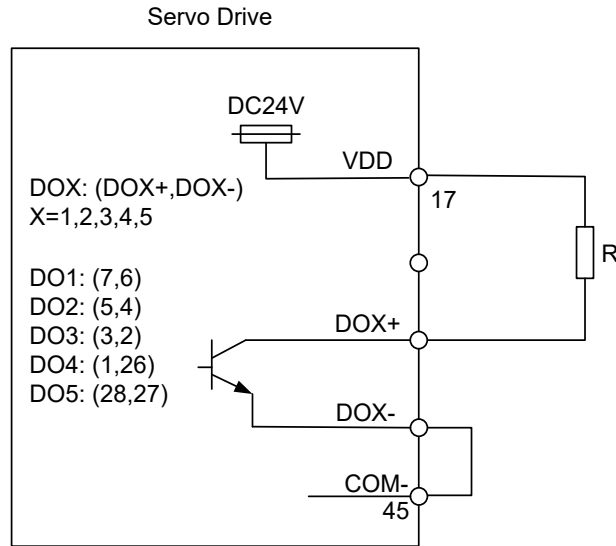 Servo Drive
DC24V
VDD
17
DOX: (DOX+,DOX-)
X=1,2,3,4,5
R
DO1: (7,6)
DO2: (5,4)
DO3: (3,2)
DO4: (1,26)
DO5: (28,27)
DOX+
DOX-
COM-
45